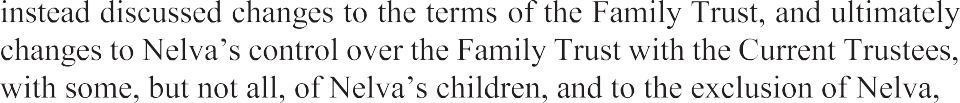 instead discussed changes to the terms of the Family Trust, and ultimately
changes to Nelva’s control over the Family Trust with the Current Trustees,
with some, but not all, of Nelva’s children, and to the exclusion of Nelva,